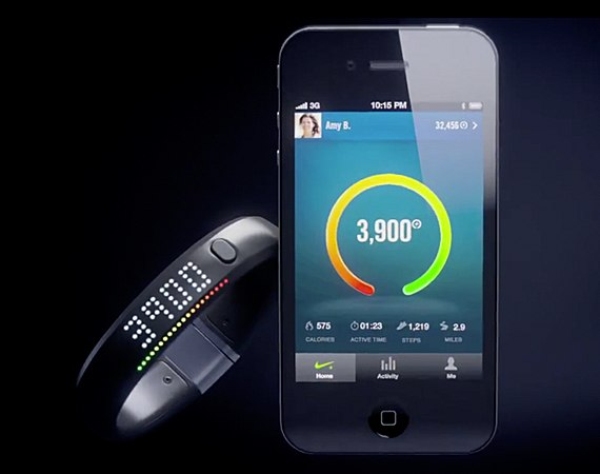 3G 10:15 PM
Amy B. 32,456 >
3,900
575 01:23 1,219 2.9
CALORIES ACTIVE TIME STEPS MILES
Home Activity Me
3900